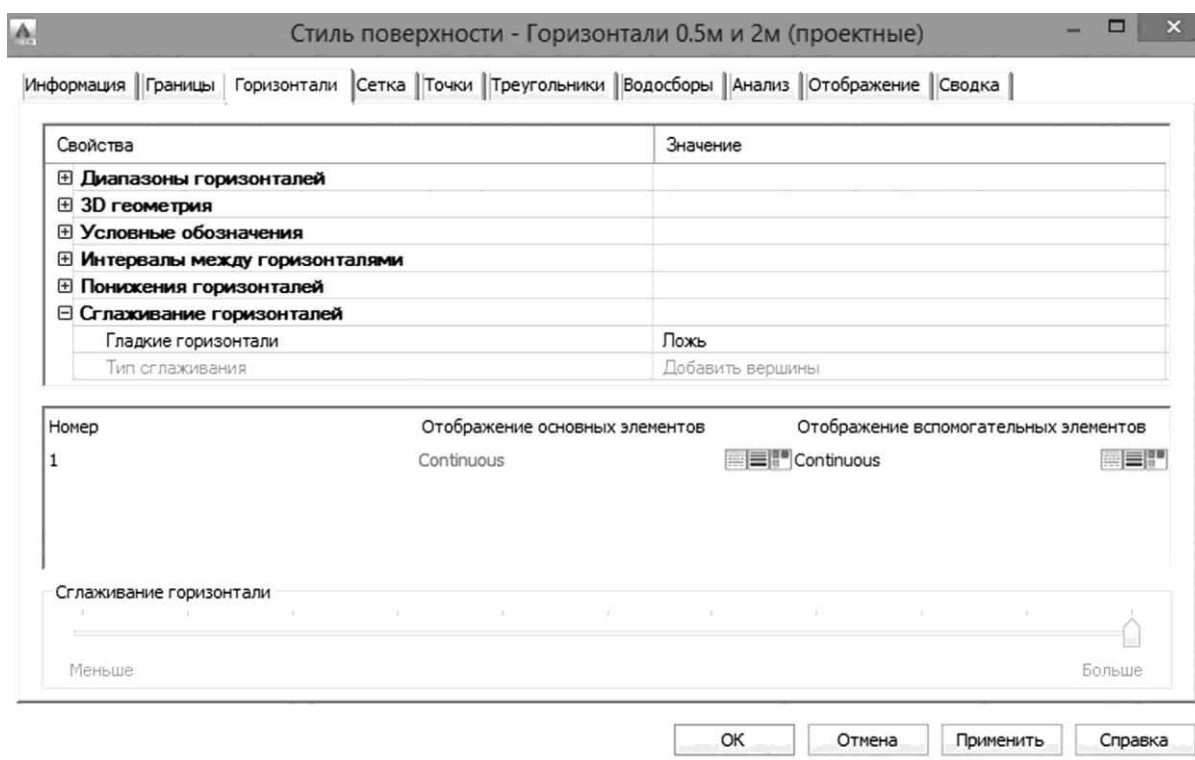 Стиль поверхности - Горизонтали 0.5м и 2м (проектные)
Информация Границы Горизонтали Сетка Точки Треугольники Водосборы Анализ Отображение Сводка
Свойства Значение
Диапазоны горизонталей
3D геометрия
Условные обозначения
Интервалы между горизонталями
Понижения горизонталей
Сглаживание горизонталей
Гладкие горизонтали Ложь
Тип сглаживания Добавить вершины
Номер Отображение основных элементов Отображение вспомогательных элементов
1 Continuous Continuous
Сглаживание горизонтали
Меньше Больше
ОК Отмена Применить Справка